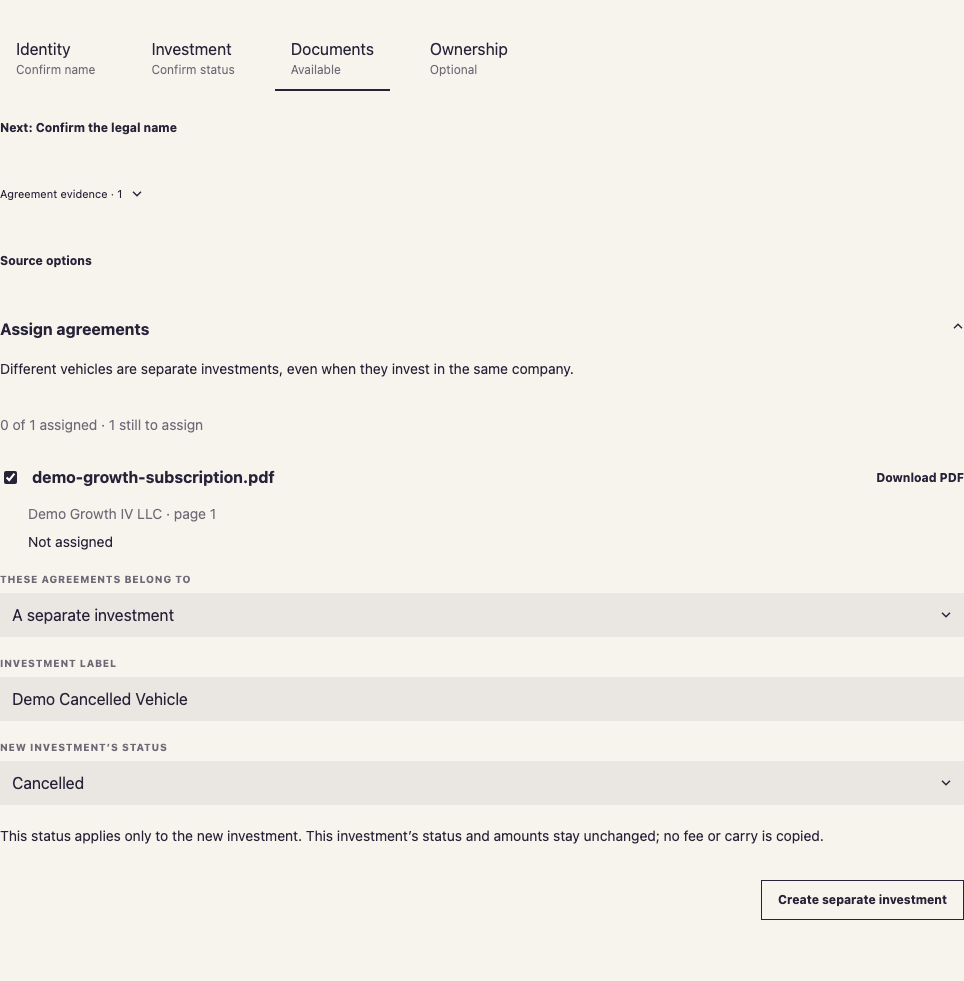 Identity
Confirm name
Investment
Confirm status
Documents
Available
Ownership
Optional
Next: Confirm the legal name
Agreement evidence · 1
Source options
Assign agreements
Different vehicles are separate investments, even when they invest in the same company.
0 of 1 assigned · 1 still to assign
demo-growth-subscription.pdf
Download PDF
Demo Growth IV LLC · page 1
Not assigned
THESE AGREEMENTS BELONG TO
A separate investment
INVESTMENT LABEL
Demo Cancelled Vehicle
NEW INVESTMENT’S STATUS
Cancelled
This status applies only to the new investment. This investment’s status and amounts stay unchanged; no fee or carry is copied.
Create separate investment